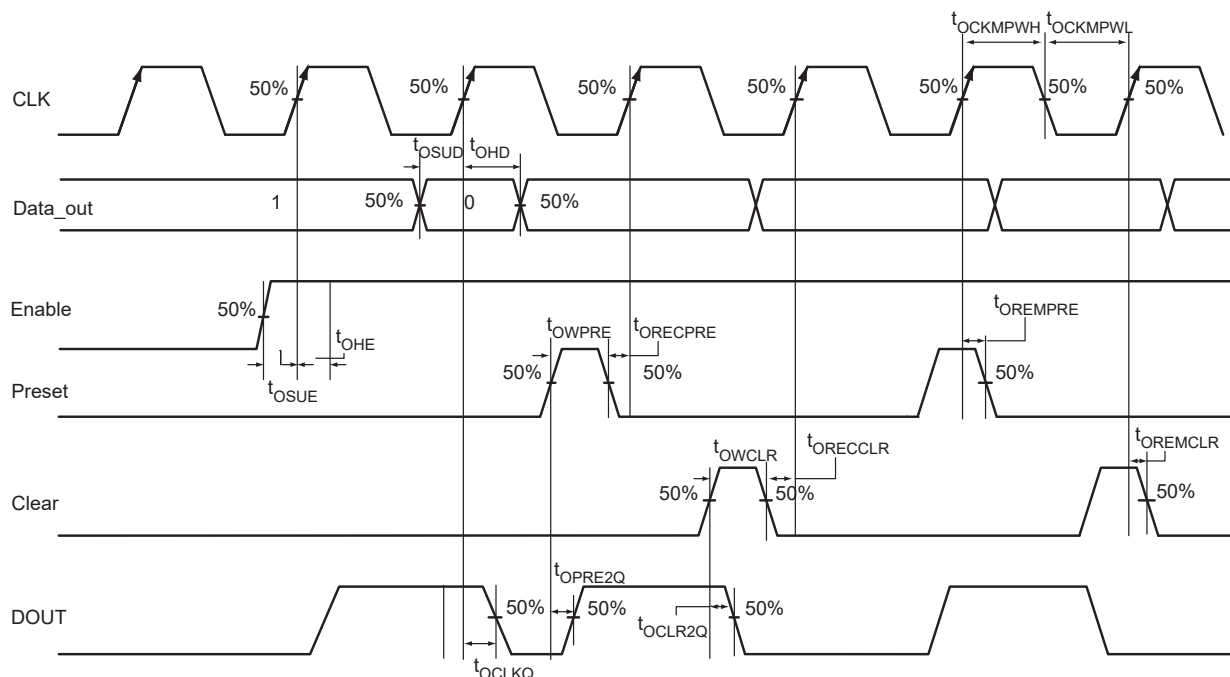 tOCKMPWH tOCKMPWL
CLK 50% 50% 50% 50% 50% 50% 50%
tOSUD tOHD
Data_out 1 50% 0 50%
Enable 50%
tOHE
tOSUE
tOWPRE tORECPRE
tOREMPRE
Preset 50% 50% 50%
tOWCLR tORECCLR
tOREMCLR
Clear 50% 50% 50%
tOPRE2Q
DOUT 50% 50% 50%
tOCLR2Q
tOCLKQ